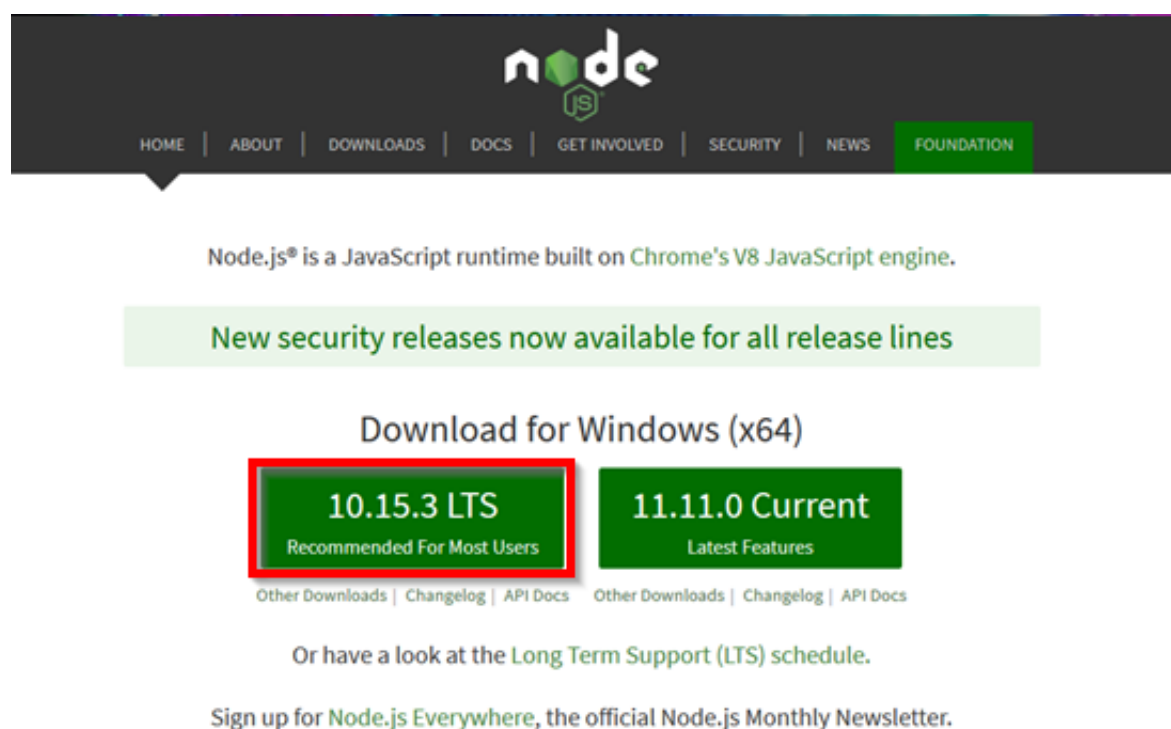 node
JS
HOME | ABOUT | DOWNLOADS | DOCS | GET INVOLVED | SECURITY | NEWS FOUNDATION
Node.js® is a JavaScript runtime built on Chrome's V8 JavaScript engine.
New security releases now available for all release lines
Download for Windows (x64)
10.15.3 LTS 11.11.0 Current
Recommended For Most Users Latest Features
Other Downloads | Changelog | API Docs Other Downloads | Changelog | API Docs
Or have a look at the Long Term Support (LTS) schedule.
Sign up for Node.js Everywhere, the official Node.js Monthly Newsletter.